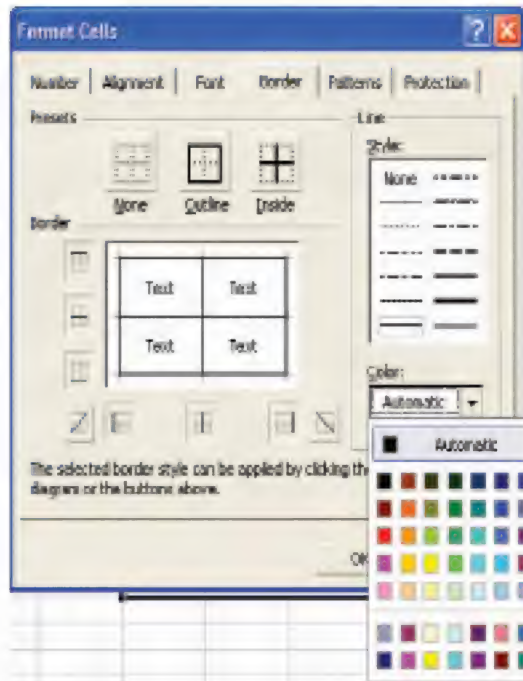 Format Cells
Number Alignment Font Border Patterns Protection
Presets
Line
Style:
None
None Outline Inside
Border
Text Text
Text Text
Color:
Automatic
Automatic
The selected border style can be applied by clicking the
diagram or the buttons above.
OK